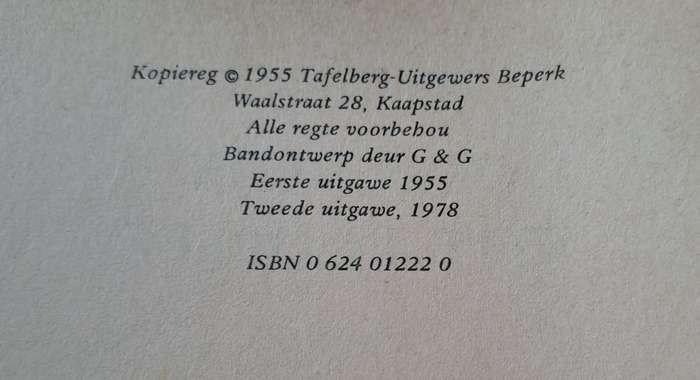 Kopiereg © 1955 Tafelberg-Uitgewers Beperk
Waalstraat 28, Kaapstad
Alle regte voorbehou
Bandontwerp deur G & G
Eerste uitgawe 1955
Tweede uitgawe, 1978
ISBN 0 624 01222 0